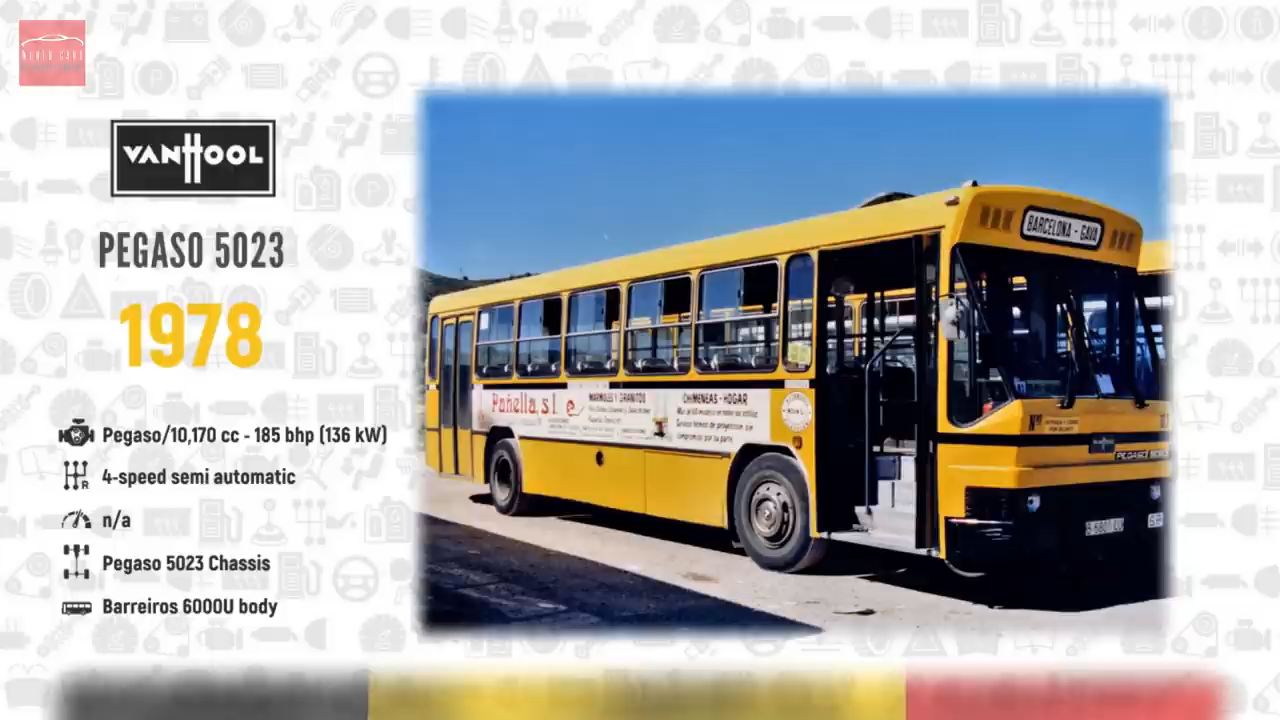 VANHOOL
PEGASO 5023
1978
Pegaso/10,170 cc - 185 bhp (136 kW)
4-speed semi automatic
R
n/a
Pegaso 5023 Chassis
Barreiros 6000U body
BARCELONA - GAVA
Pañella, s.l.
MARMOLES Y GRANITOS
CHIMENEAS - HOGAR
PEGASO